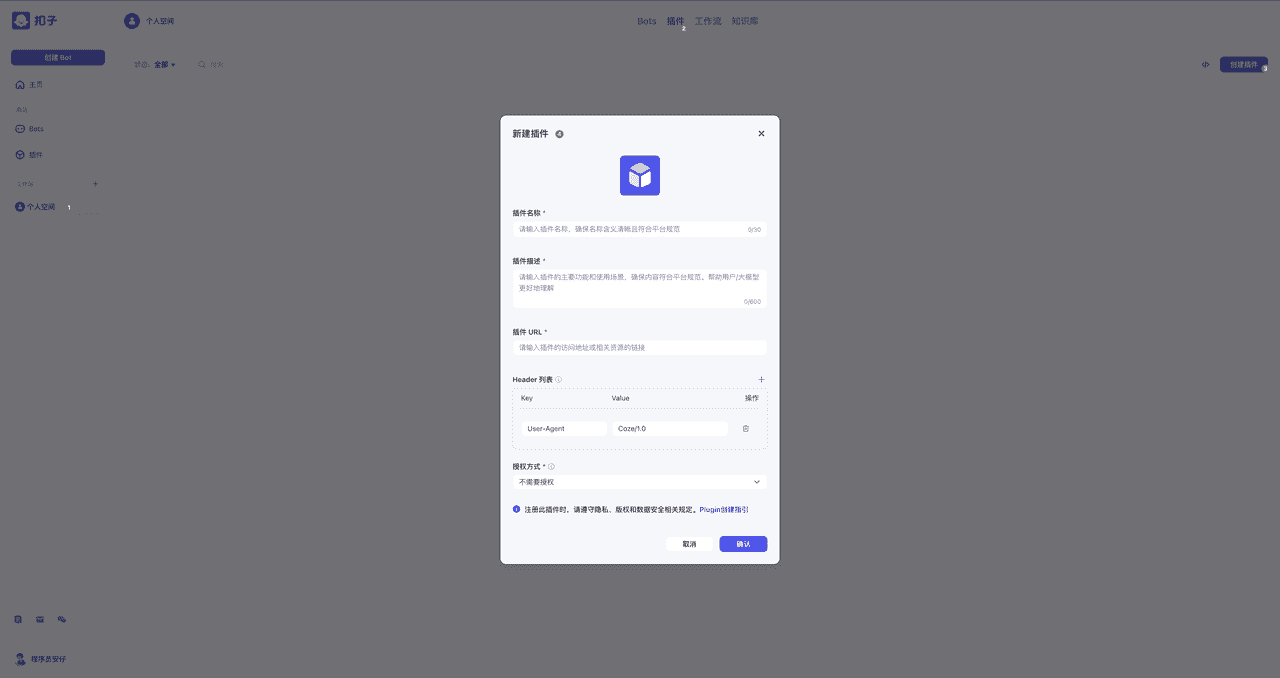 扣子
个人空间
Bots 插件 工作流 知识库
2
创建 Bot
全部
搜索
创建插件
3
主页
Bots
插件
工作空间
个人空间
1
新建插件 4
插件名称 *
请输入插件名称，确保名称含义清晰且符合平台规范
0/30
插件描述 *
请输入插件的主要功能和使用场景，确保内容符合平台规范，帮助用户/大模型
更好地理解
0/600
插件 URL *
请输入插件的访问地址或相关资源的链接
Header 列表
Key Value 操作
User-Agent Coze/1.0
授权方式 *
不需要授权
注册此插件时，请遵守隐私、版权和数据安全相关规定。Plugin创建指引
取消 确认
程序员安仔